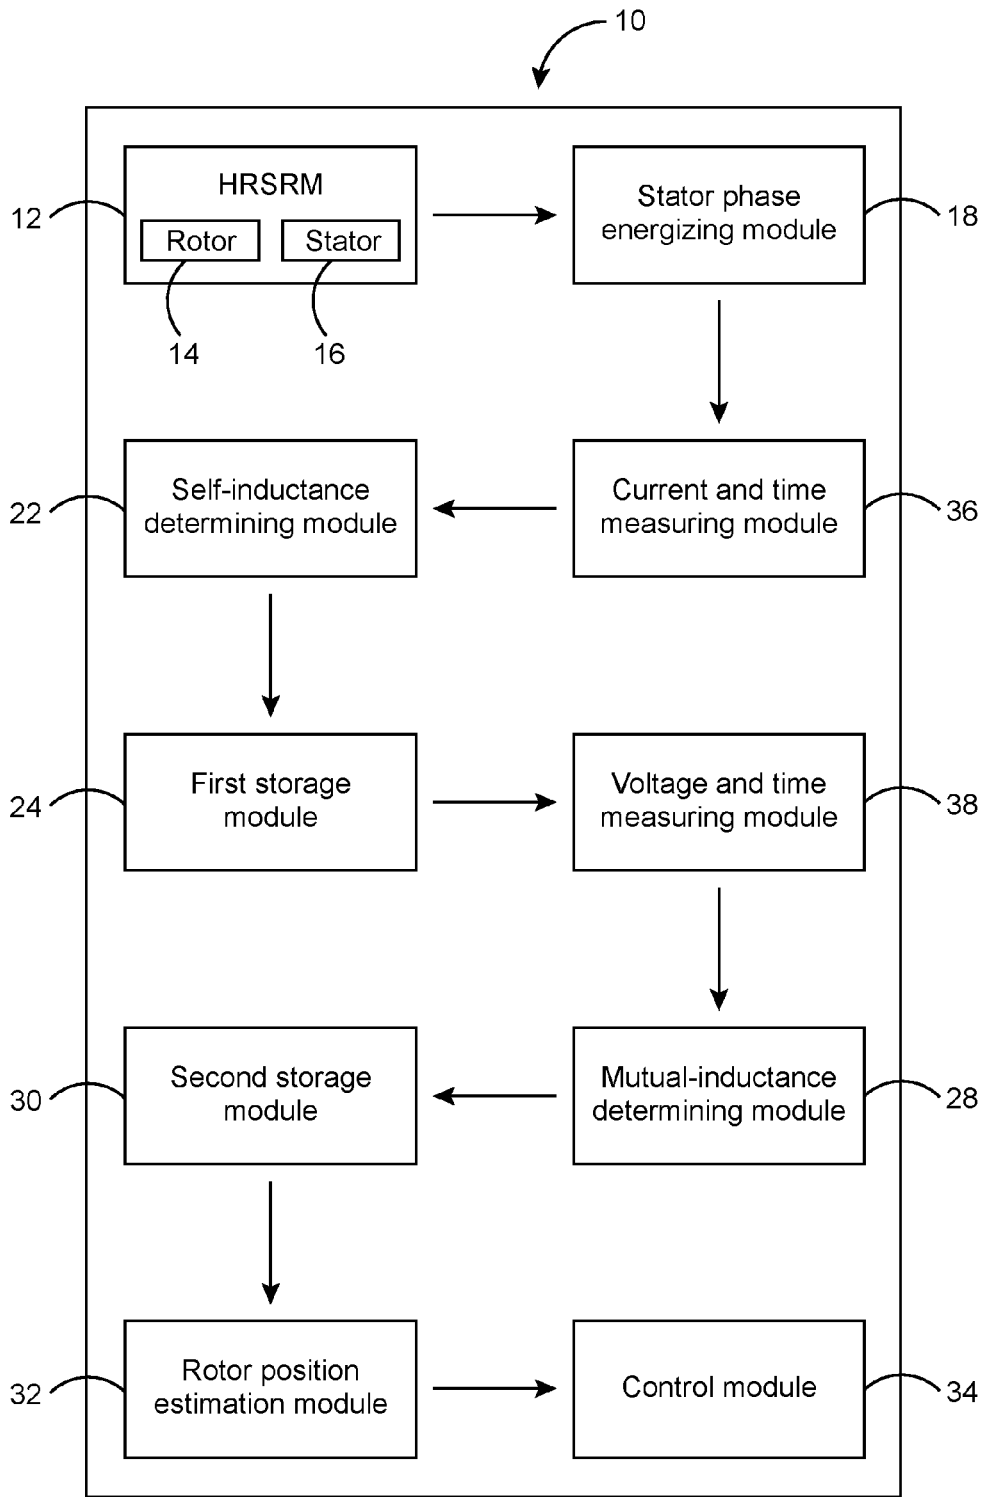 10
HRSRM
Rotor
Stator
12
14
16
Stator phase
energizing module
18
Self-inductance
determining module
22
Current and time
measuring module
36
First storage
module
24
Voltage and time
measuring module
38
Second storage
module
30
Mutual-inductance
determining module
28
Rotor position
estimation module
32
Control module
34